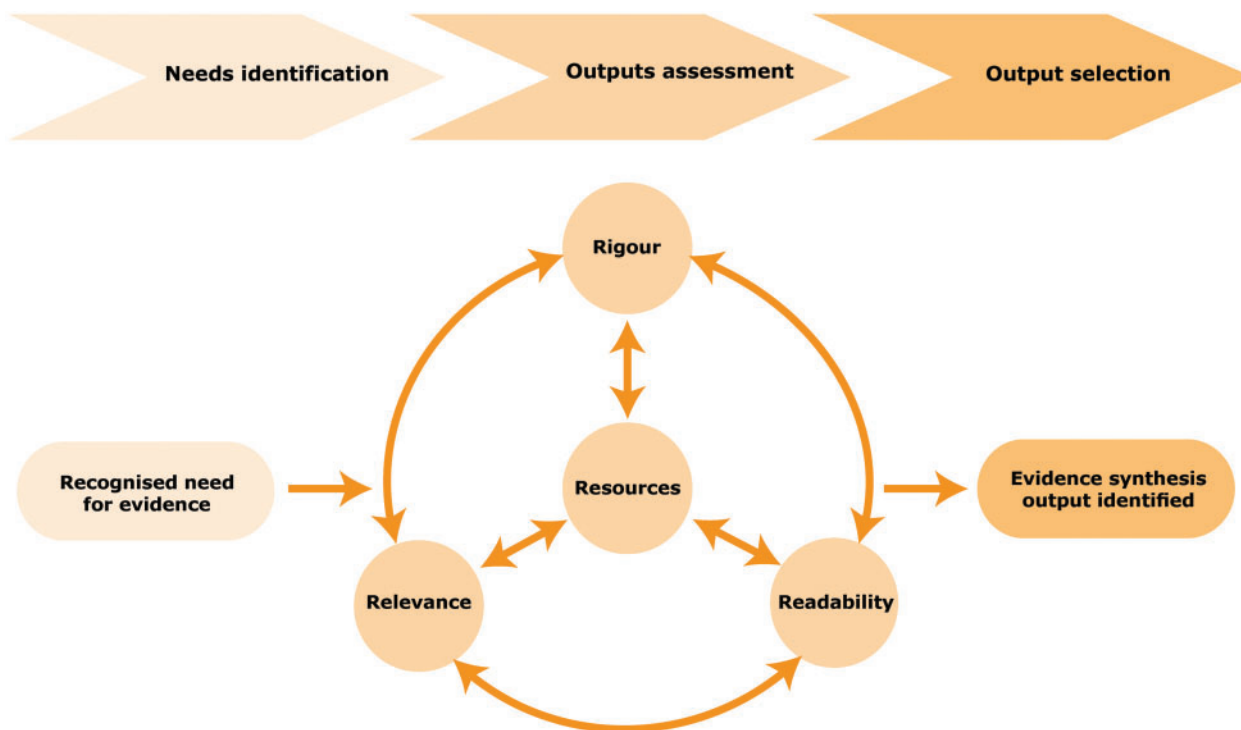 Needs identification
Outputs assessment
Output selection
Rigour
Recognised need
for evidence
Resources
Evidence synthesis
output identified
Relevance
Readability